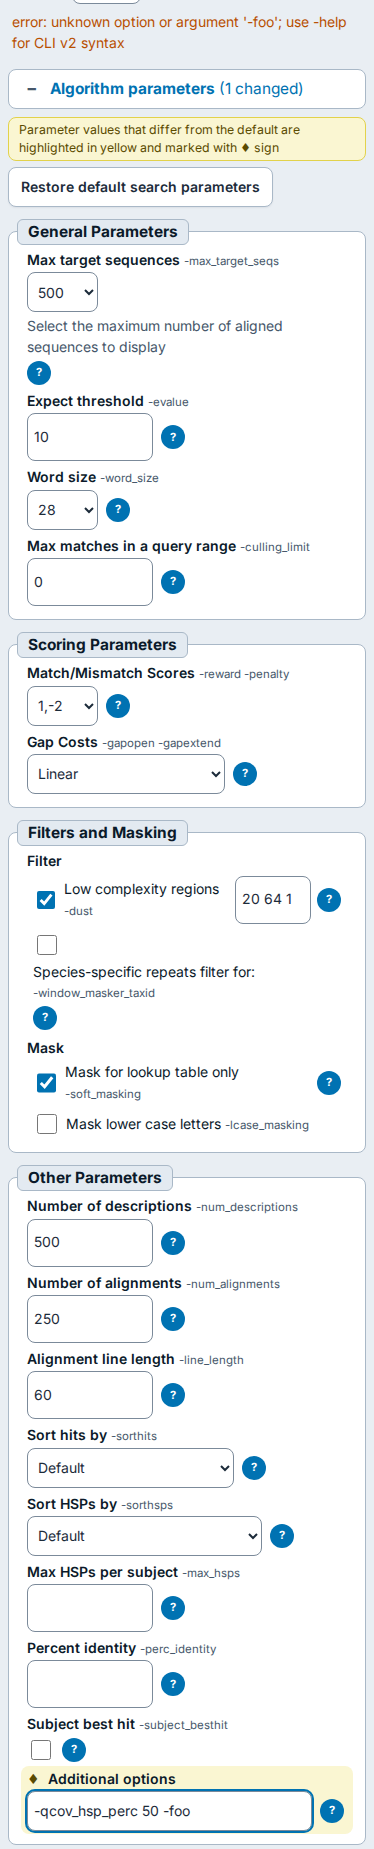 error: unknown option or argument '-foo'; use -help
for CLI v2 syntax
− Algorithm parameters (1 changed)
Parameter values that differ from the default are
highlighted in yellow and marked with ♦ sign
Restore default search parameters
General Parameters
Max target sequences -max_target_seqs
500
Select the maximum number of aligned
sequences to display
?
Expect threshold -evalue
10 ?
Word size -word_size
28 ?
Max matches in a query range -culling_limit
0 ?
Scoring Parameters
Match/Mismatch Scores -reward -penalty
1,-2 ?
Gap Costs -gapopen -gapextend
Linear ?
Filters and Masking
Filter
Low complexity regions 20 64 1 ?
-dust
Species-specific repeats filter for:
-window_masker_taxid
?
Mask
Mask for lookup table only ?
-soft_masking
Mask lower case letters -lcase_masking
Other Parameters
Number of descriptions -num_descriptions
500 ?
Number of alignments -num_alignments
250 ?
Alignment line length -line_length
60 ?
Sort hits by -sorthits
Default ?
Sort HSPs by -sorthsps
Default ?
Max HSPs per subject -max_hsps
?
Percent identity -perc_identity
?
Subject best hit -subject_besthit
?
♦ Additional options
-qcov_hsp_perc 50 -foo ?